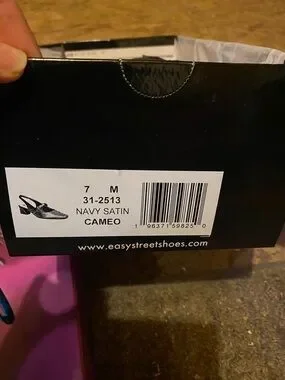 7 M
31-2513
NAVY SATIN
CAMEO
1 96371 59825 0
www.easystreetshoes.com